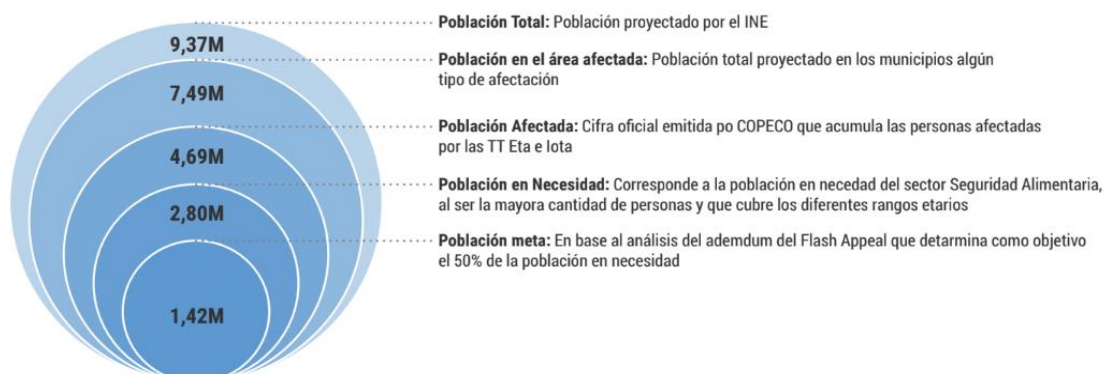 Población Total: Población proyectado por el INE
9,37M
Población en el área afectada: Población total proyectado en los municipios algún
tipo de afectación
7,49M
Población Afectada: Cifra oficial emitida po COPECO que acumula las personas afectadas
por las TT Eta e Iota
4,69M
Población en Necesidad: Corresponde a la población en necedad del sector Seguridad Alimentaria,
al ser la mayora cantidad de personas y que cubre los diferentes rangos etarios
2,80M
Población meta: En base al análisis del ademdum del Flash Appeal que detarmina como objetivo
el 50% de la población en necesidad
1,42M